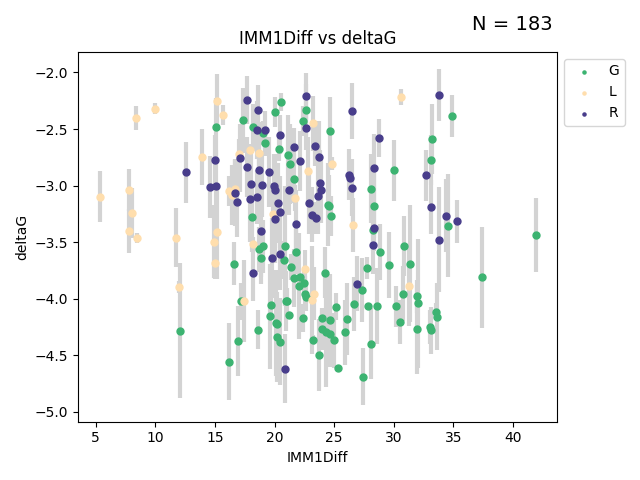 N = 183
IMM1Diff vs deltaG
G
L
R
−2.0
−2.5
−3.0
−3.5
−4.0
−4.5
−5.0
deltaG
5 10 15 20 25 30 35 40
IMM1Diff